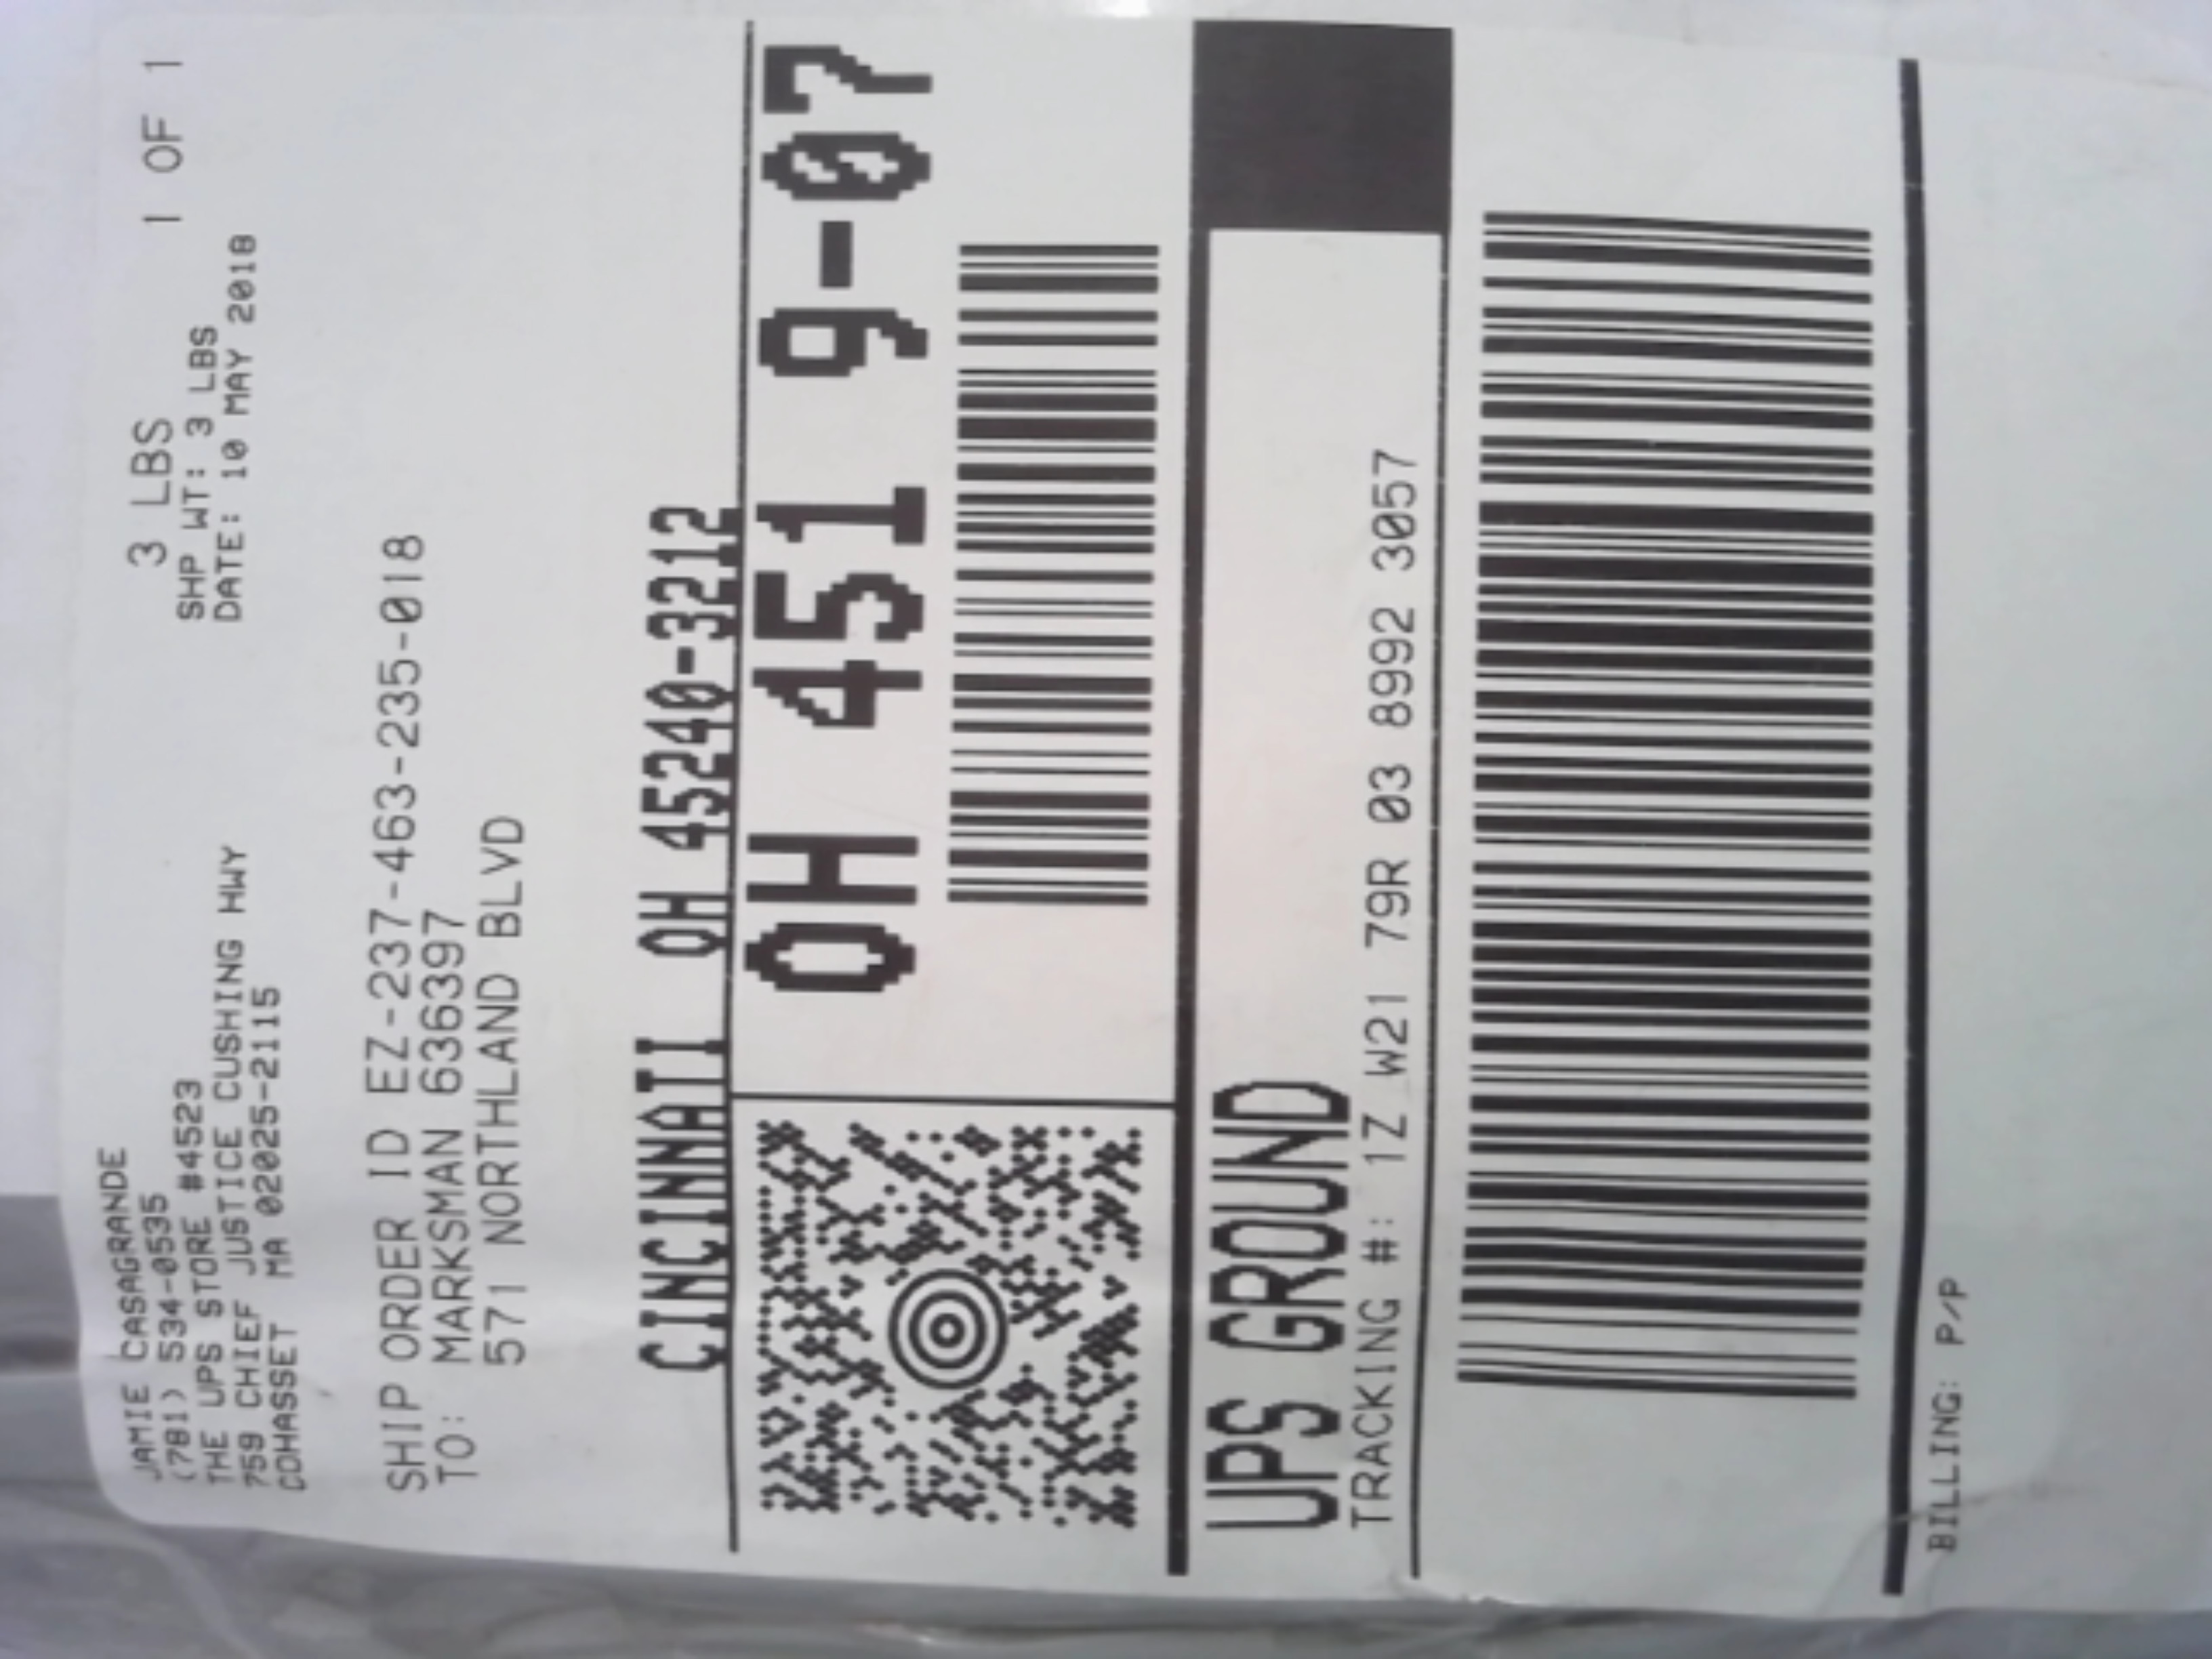 JAMIE CASAGRANDE
(781) 534-0535
THE UPS STORE #4523
759 CHIEF JUSTICE CUSHING HWY
COHASSET MA 02025-2115
3 LBS
1 OF 1
SHP WT: 3 LBS
DATE: 10 MAY 2018
SHIP ORDER ID EZ-237-463-235-018
TO: MARKSMAN 636397
571 NORTHLAND BLVD
CINCINNATI OH 45240-3212
OH 451 9-07
UPS GROUND
TRACKING #: 1Z W21 79R 03 8992 3057
BILLING: P/P